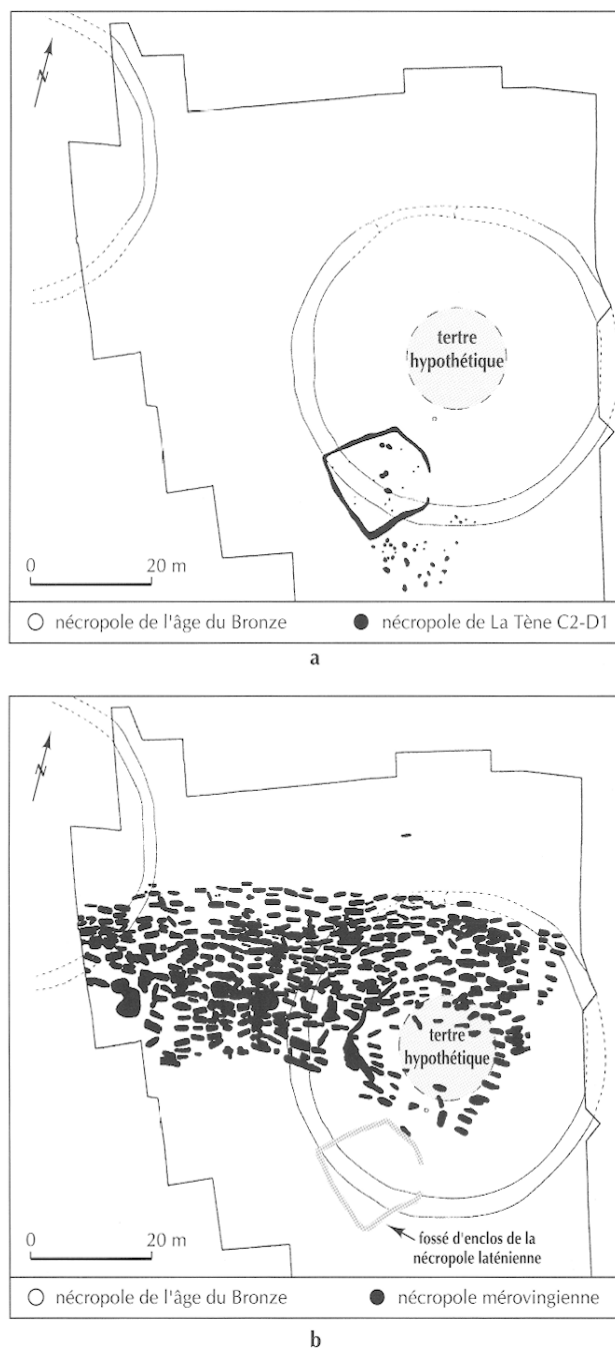 N
tertre
hypothétique
0 20 m
nécropole de l'âge du Bronze nécropole de La Tène C2-D1
a
N
tertre
hypothétique
0 20 m
fossé d'enclos de la
nécropole laténienne
nécropole de l'âge du Bronze nécropole mérovingienne
b